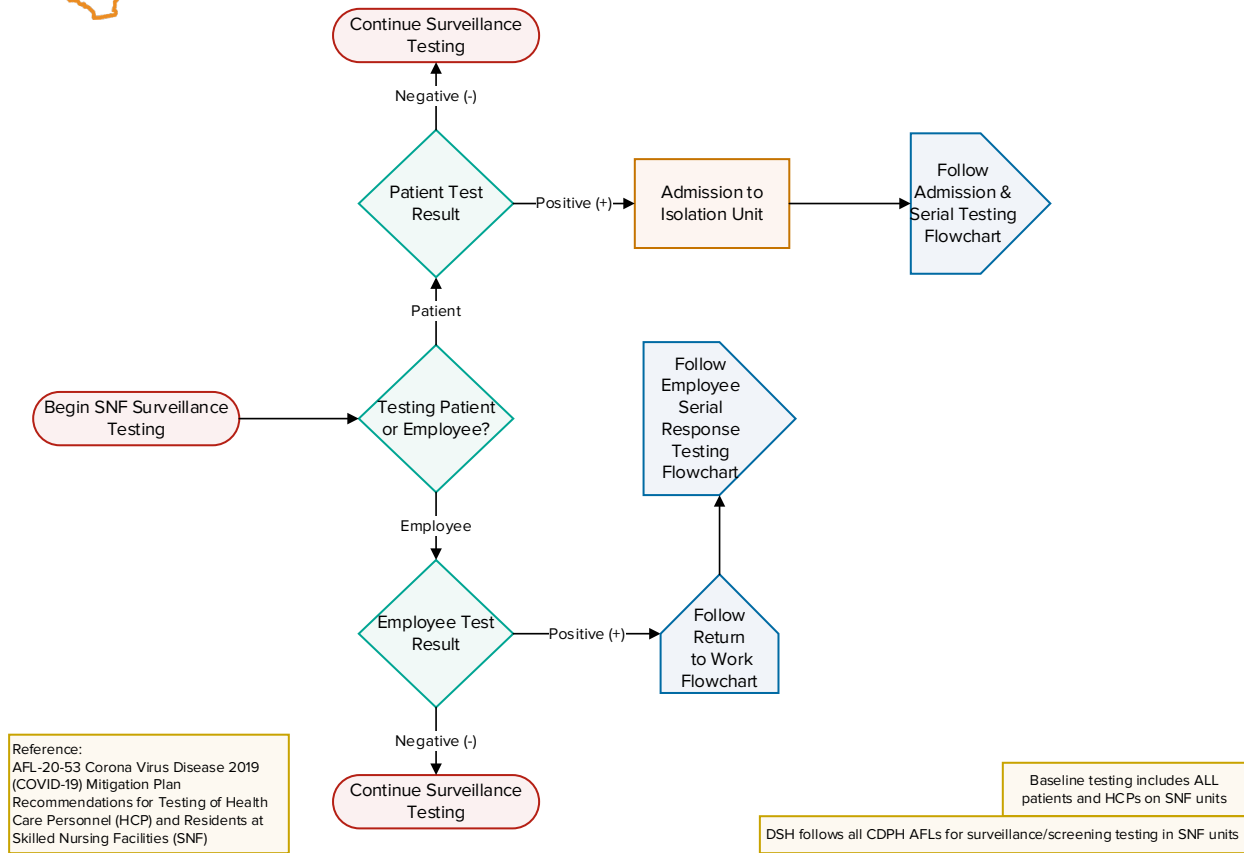 Continue Surveillance
Testing
Negative (-)
Patient Test
Result
Positive (+)
Admission to
Isolation Unit
Follow
Admission &
Serial Testing
Flowchart
Patient
Begin SNF Surveillance
Testing
Testing Patient
or Employee?
Follow
Employee
Serial
Response
Testing
Flowchart
Employee
Employee Test
Result
Positive (+)
Follow
Return
to Work
Flowchart
Negative (-)
Continue Surveillance
Testing
Reference:
AFL-20-53 Corona Virus Disease 2019
(COVID-19) Mitigation Plan
Recommendations for Testing of Health
Care Personnel (HCP) and Residents at
Skilled Nursing Facilities (SNF)
Baseline testing includes ALL
patients and HCPs on SNF units
DSH follows all CDPH AFLs for surveillance/screening testing in SNF units